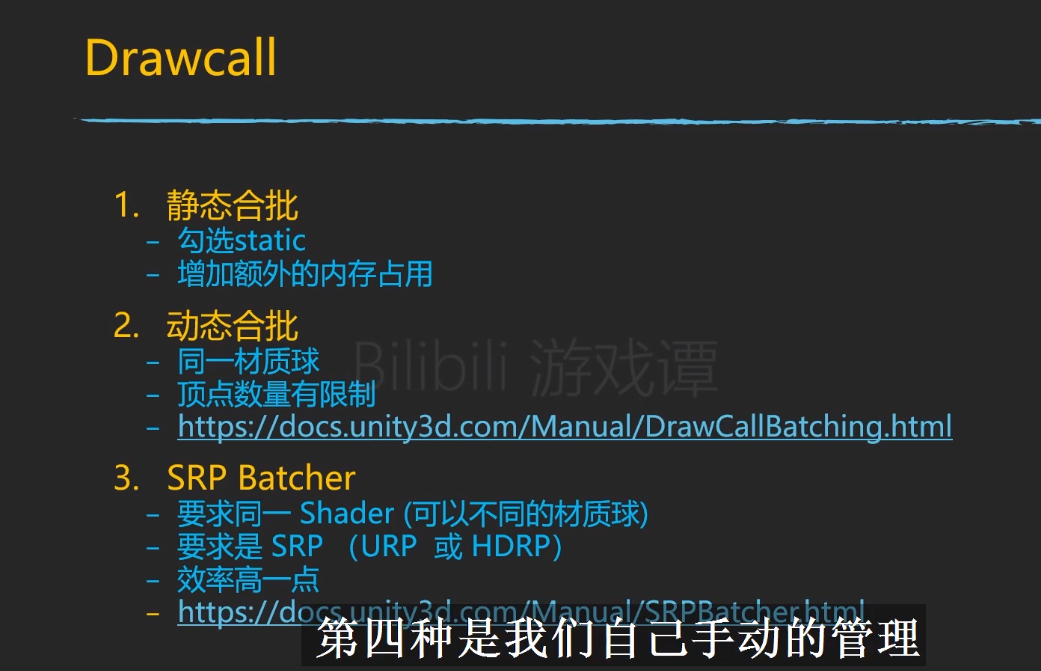 Drawcall
1. 静态合批
– 勾选static
– 增加额外的内存占用
2. 动态合批
– 同一材质球
Bilibili 游戏谭
– 顶点数量有限制
– https://docs.unity3d.com/Manual/DrawCallBatching.html
3. SRP Batcher
– 要求同一 Shader (可以不同的材质球)
– 要求是 SRP （URP 或 HDRP）
– 效率高一点
– https://docs.unity3d.com/Manual/SRPBatcher.html
第四种是我们自己手动的管理